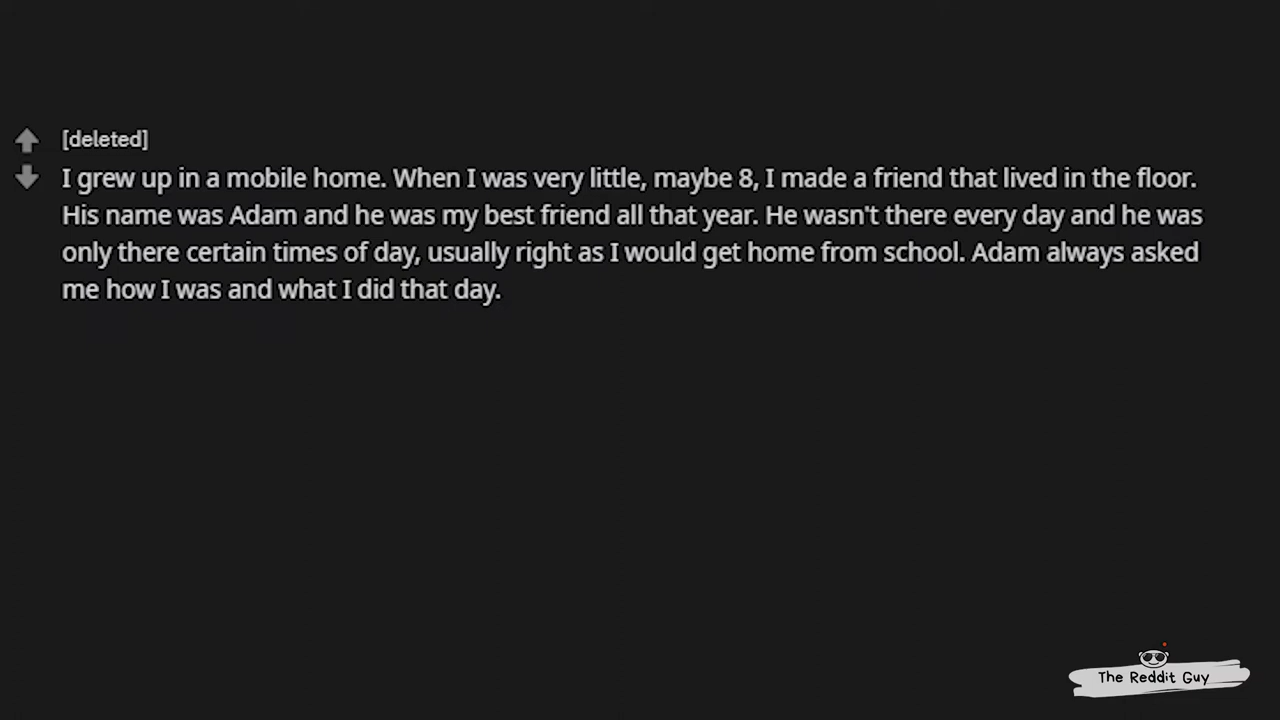 [deleted]
I grew up in a mobile home. When I was very little, maybe 8, I made a friend that lived in the floor.
His name was Adam and he was my best friend all that year. He wasn't there every day and he was
only there certain times of day, usually right as I would get home from school. Adam always asked
me how I was and what I did that day.
The Reddit Guy